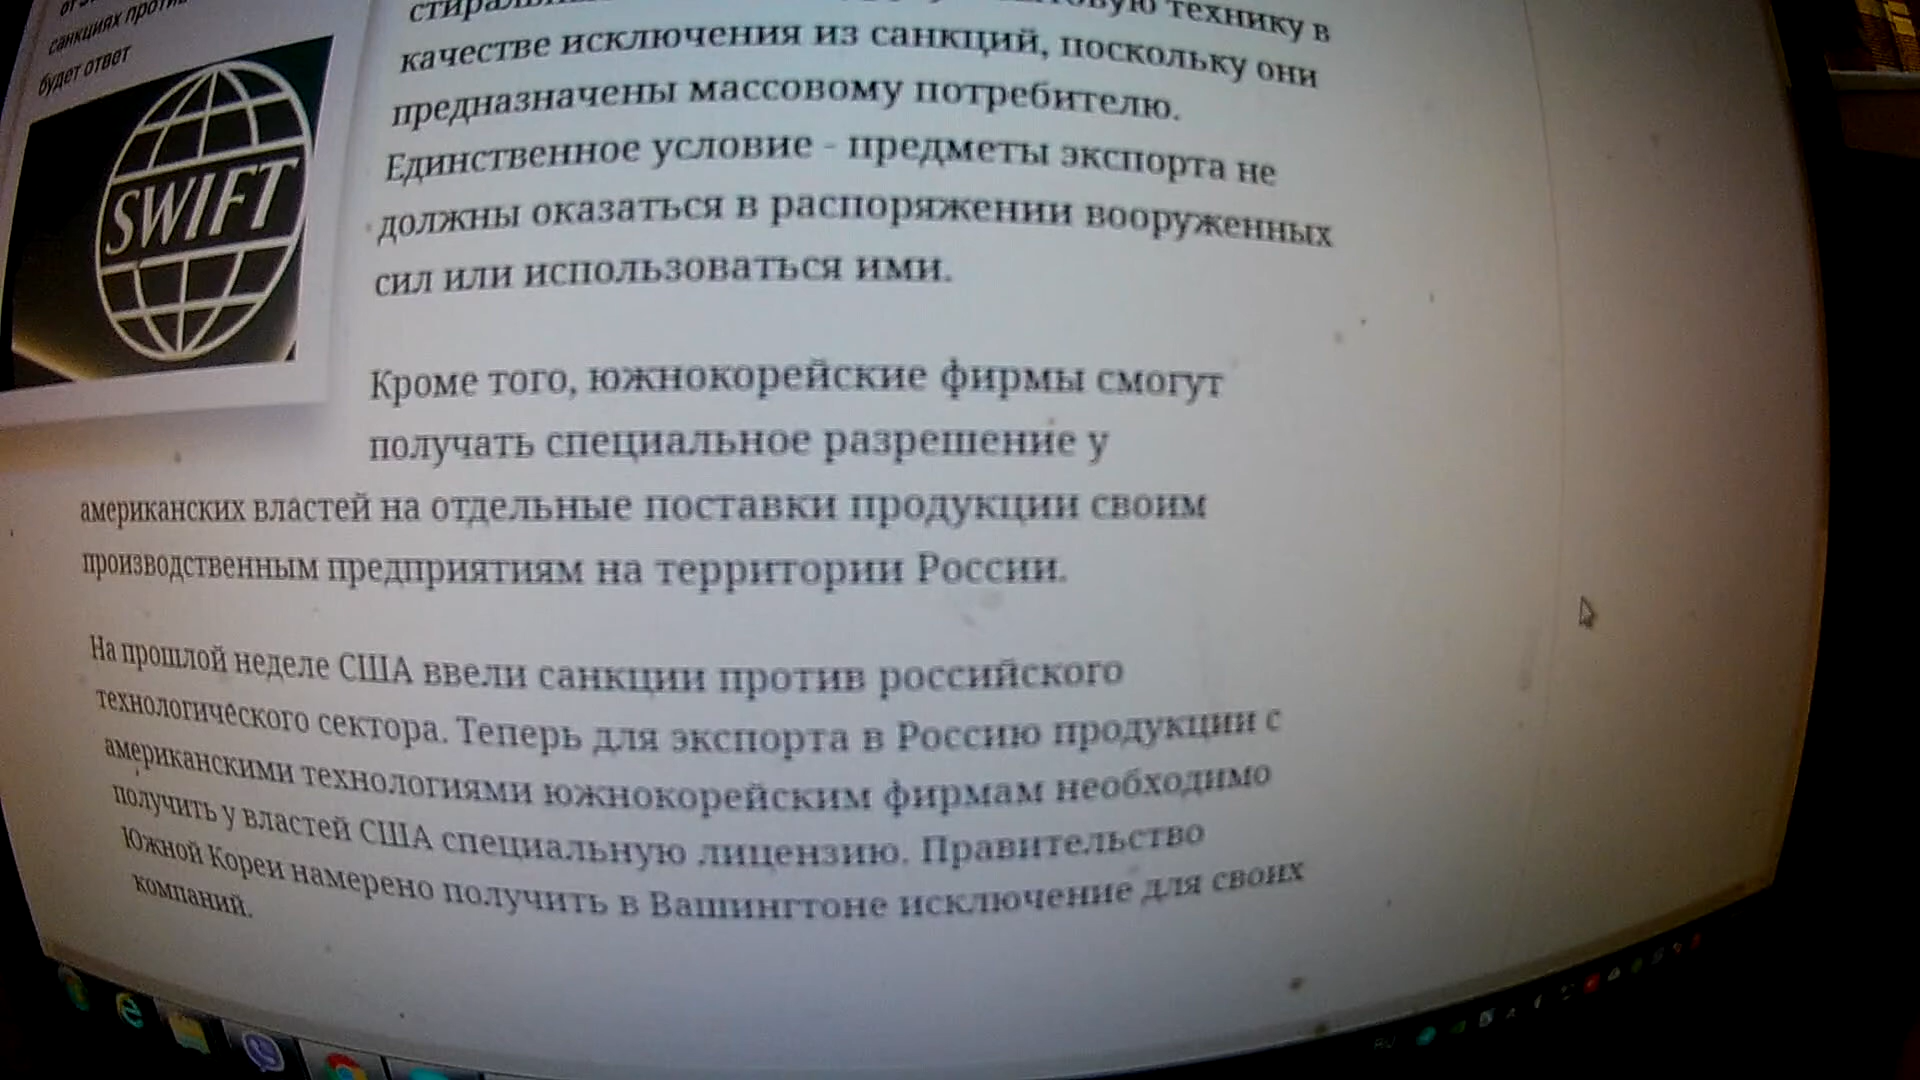 санкциях против
будет ответ
SWIFT
технику в
качестве исключения из санкций, поскольку они
предназначены массовому потребителю.
Единственное условие - предметы экспорта не
должны оказаться в распоряжении вооруженных
сил или использоваться ими.
Кроме того, южнокорейские фирмы смогут
получать специальное разрешение у
американских властей на отдельные поставки продукции своим
производственным предприятиям на территории России.
На прошлой неделе США ввели санкции против российского
технологического сектора. Теперь для экспорта в Россию продукции с
американскими технологиями южнокорейским фирмам необходимо
получить у властей США специальную лицензию. Правительство
Южной Кореи намерено получить в Вашингтоне исключение для своих
компаний.
RU